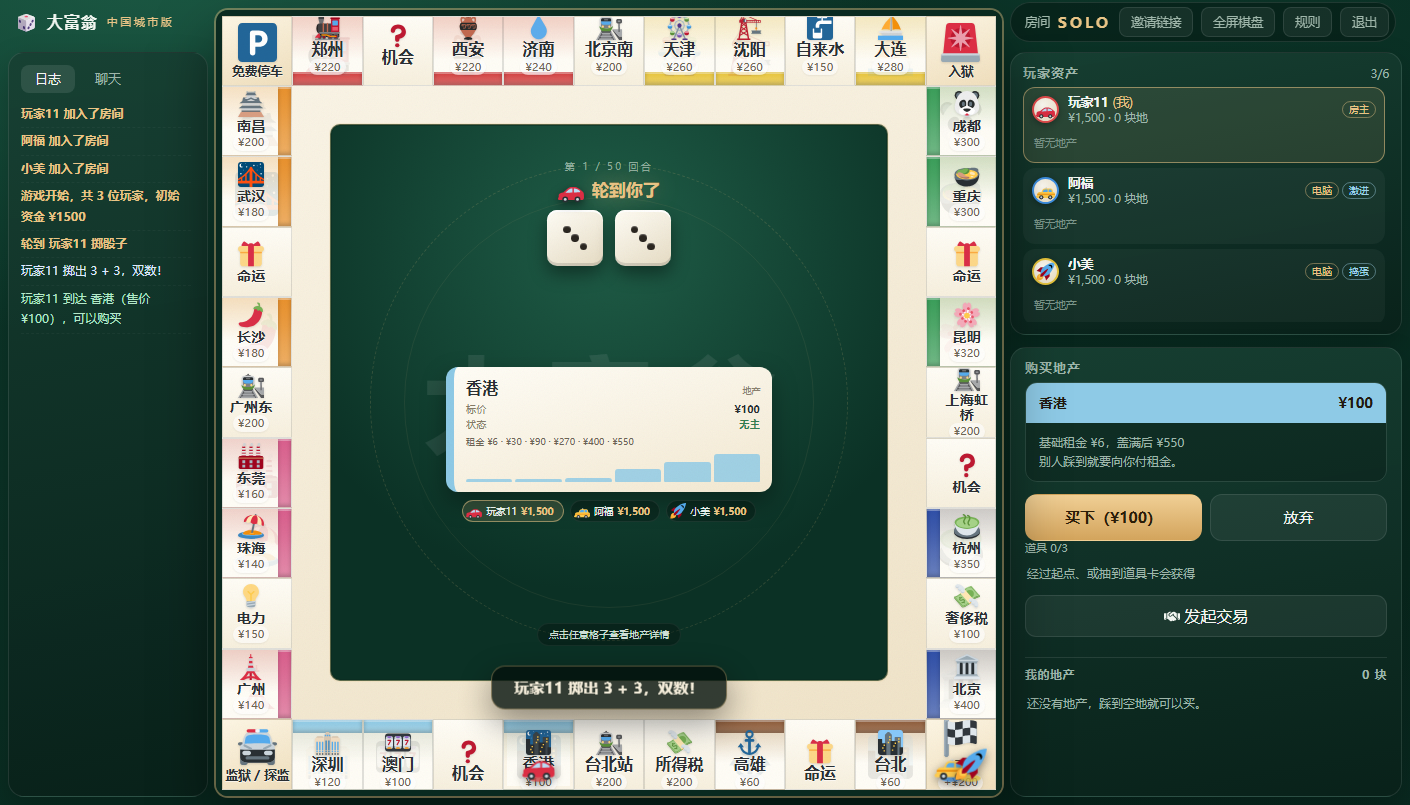 大富翁 中国城市版
日志 聊天
玩家11 加入了房间
阿福 加入了房间
小美 加入了房间
游戏开始，共 3 位玩家，初始
资金 ¥1500
轮到 玩家11 掷骰子
玩家11 掷出 3 + 3，双数！
玩家11 到达 香港（售价
¥100），可以购买
P
免费停车
郑州
¥220
机会
西安
¥220
济南
¥240
北京南
¥200
天津
¥260
沈阳
¥260
自来水
¥150
大连
¥280
入狱
南昌
¥200
武汉
¥180
命运
长沙
¥180
广州东
¥200
东莞
¥160
珠海
¥140
电力
¥150
广州
¥140
监狱 / 探监
第 1 / 50 回合
轮到你了
香港 地产
标价 ¥100
状态 无主
租金 ¥6 · ¥30 · ¥90 · ¥270 · ¥400 · ¥550
玩家11 ¥1,500
阿福 ¥1,500
小美 ¥1,500
点击任意格子查看地产详情
玩家11 掷出 3 + 3，双数！
成都
¥300
重庆
¥300
命运
昆明
¥320
上海虹
桥
¥200
机会
杭州
¥350
奢侈税
¥100
北京
¥400
深圳
¥120
777
澳门
¥100
机会
香港
¥100
台北站
¥200
所得税
¥200
高雄
¥60
命运
台北
¥60
+¥200
房间 SOLO 邀请链接 全屏棋盘 规则 退出
玩家资产 3/6
玩家11 (我) 房主
¥1,500 · 0 块地
暂无地产
阿福 电脑 激进
¥1,500 · 0 块地
暂无地产
小美 电脑 捣蛋
¥1,500 · 0 块地
暂无地产
购买地产
香港 ¥100
基础租金 ¥6，盖满后 ¥550
别人踩到就要向你付租金。
买下（¥100） 放弃
道具 0/3
经过起点、或抽到道具卡会获得
发起交易
我的地产 0 块
还没有地产，踩到空地就可以买。